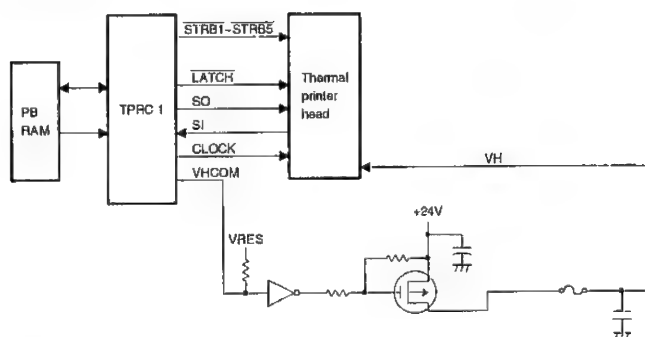 STRB1~STRB5
LATCH
SO
SI
CLOCK
VHCOM
PB
RAM
TPRC 1
Thermal
printer
head
VH
+24V
VRES